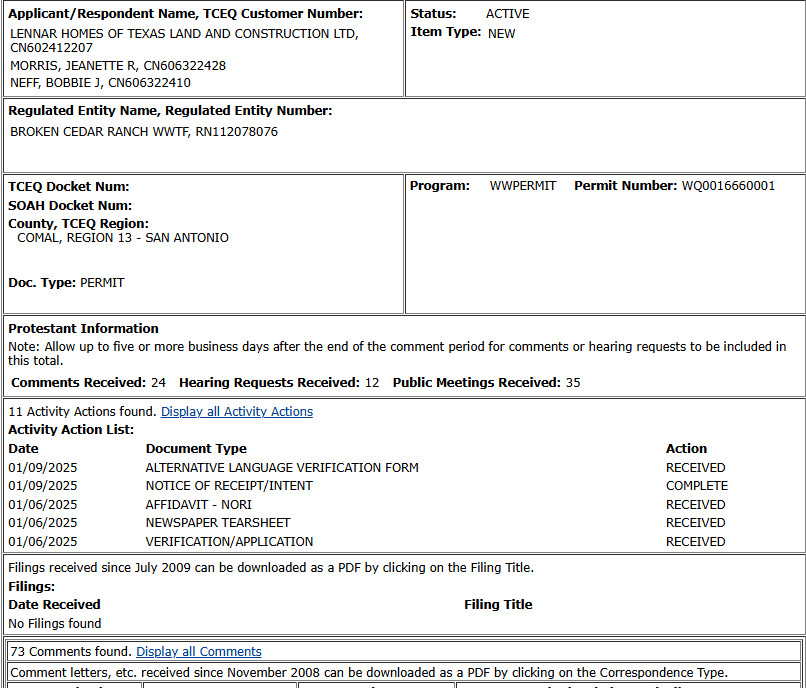 Applicant/Respondent Name, TCEQ Customer Number:
LENNAR HOMES OF TEXAS LAND AND CONSTRUCTION LTD,
CN602412207
MORRIS, JEANETTE R, CN606322428
NEFF, BOBBIE J, CN606322410
Status: ACTIVE
Item Type: NEW
Regulated Entity Name, Regulated Entity Number:
BROKEN CEDAR RANCH WWTF, RN112078076
TCEQ Docket Num:
SOAH Docket Num:
County, TCEQ Region:
COMAL, REGION 13 - SAN ANTONIO
Doc. Type: PERMIT
Program: WWPERMIT Permit Number: WQ0016660001
Protestant Information
Note: Allow up to five or more business days after the end of the comment period for comments or hearing requests to be included in
this total.
Comments Received: 24 Hearing Requests Received: 12 Public Meetings Received: 35
11 Activity Actions found. Display all Activity Actions
Activity Action List:
Date Document Type Action
01/09/2025 ALTERNATIVE LANGUAGE VERIFICATION FORM RECEIVED
01/09/2025 NOTICE OF RECEIPT/INTENT COMPLETE
01/06/2025 AFFIDAVIT - NORI RECEIVED
01/06/2025 NEWSPAPER TEARSHEET RECEIVED
01/06/2025 VERIFICATION/APPLICATION RECEIVED
Filings received since July 2009 can be downloaded as a PDF by clicking on the Filing Title.
Filings:
Date Received Filing Title
No Filings found
73 Comments found. Display all Comments
Comment letters, etc. received since November 2008 can be downloaded as a PDF by clicking on the Correspondence Type.